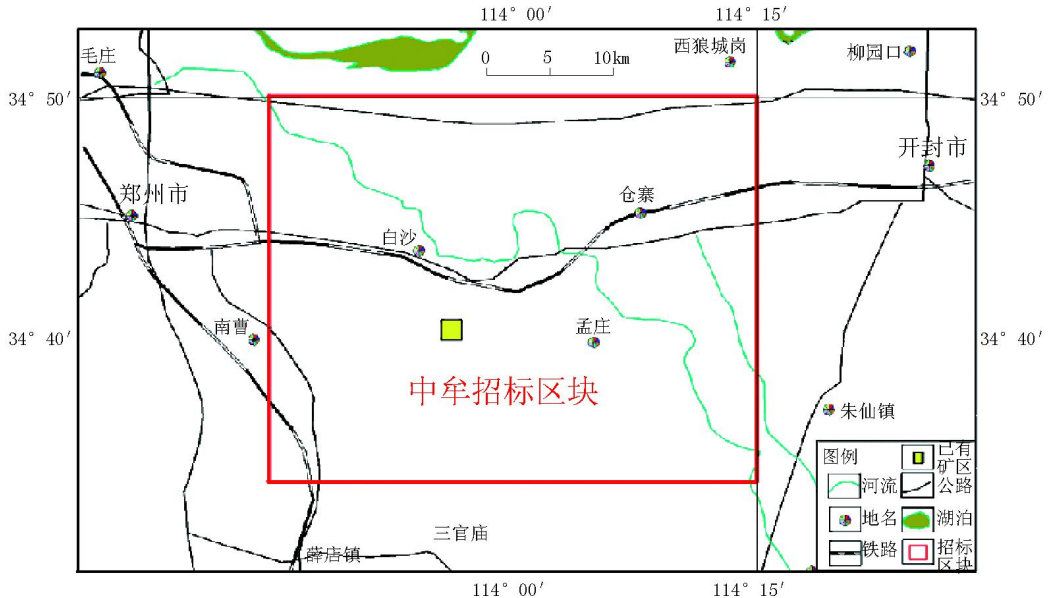 114° 00′
114° 15′
毛庄
西狼城岗
柳园口
0
5
10km
34° 50′
34° 50′
开封市
郑州市
仓寨
白沙
南曹
孟庄
34° 40′
34° 40′
中牟招标区块
朱仙镇
三官庙
薛店镇
图例
已有
矿区
河流
公路
地名
湖泊
铁路
招标
区块
114° 00′
114° 15′